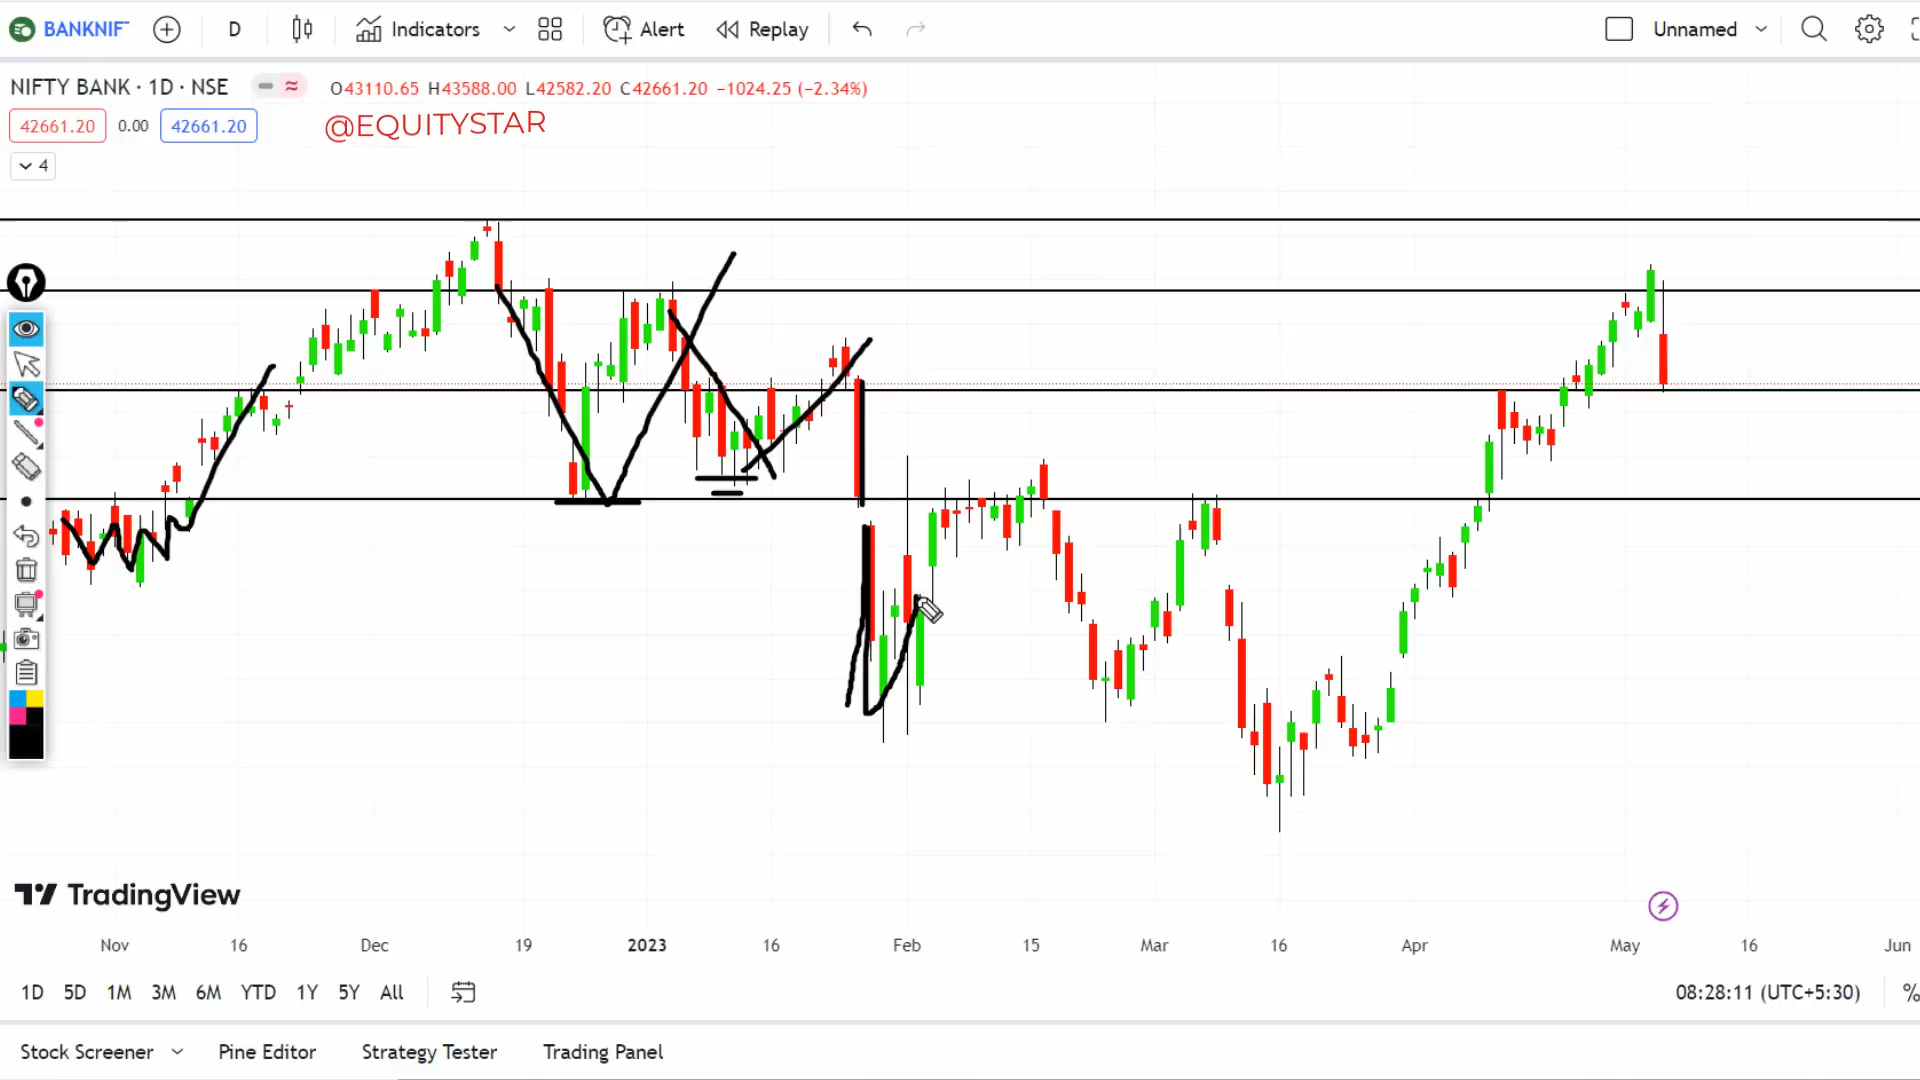 BANKNIF D Indicators Alert Replay Unnamed
NIFTY BANK · 1D · NSE O43110.65 H43588.00 L42582.20 C42661.20 −1024.25 (−2.34%)
42661.20 0.00 42661.20 @EQUITYSTAR
4
TradingView
Nov 16 Dec 19 2023 16 Feb 15 Mar 16 Apr May 16 Jun
1D 5D 1M 3M 6M YTD 1Y 5Y All 08:28:11 (UTC+5:30) %
Stock Screener Pine Editor Strategy Tester Trading Panel